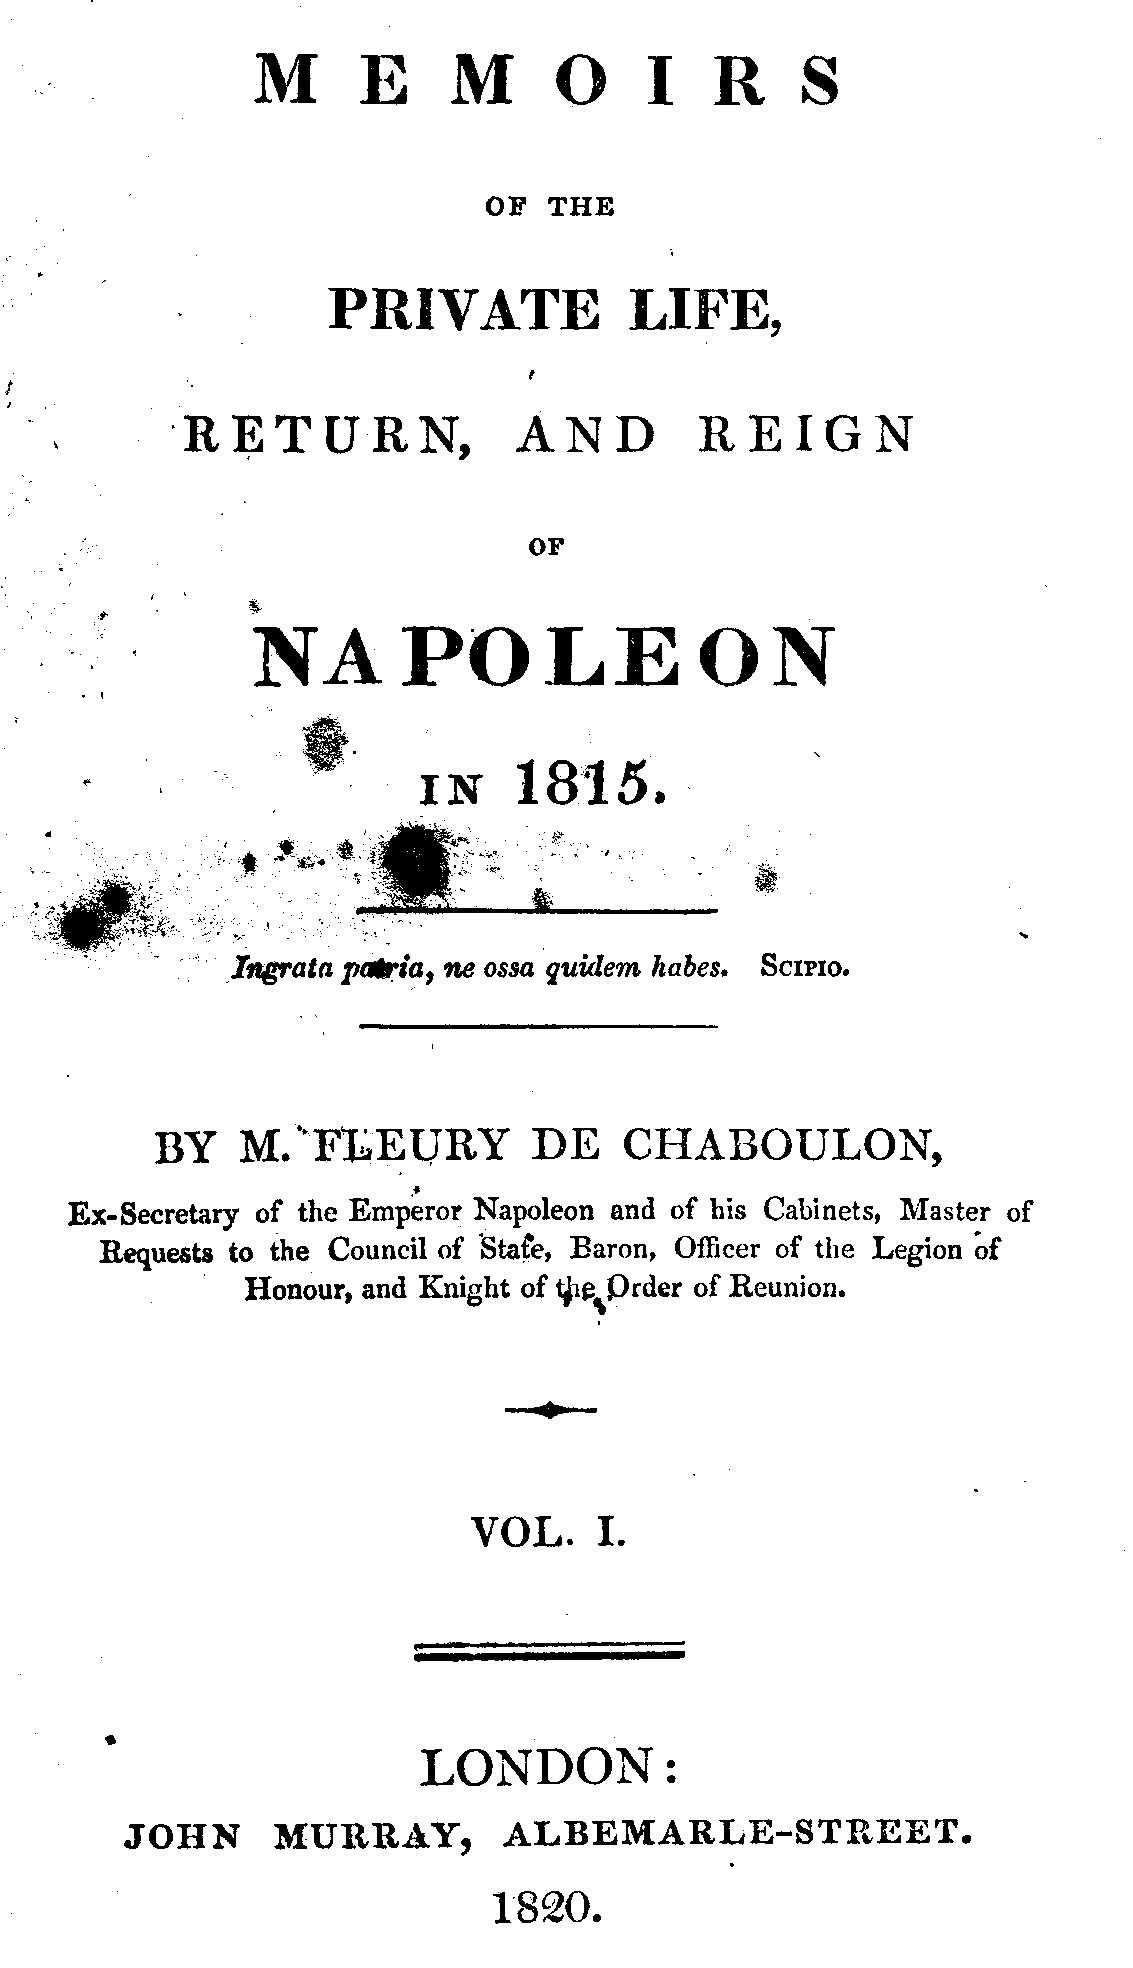 MEMOIRS
OF THE
PRIVATE LIFE,
RETURN, AND REIGN
OF
NAPOLEON
IN 1815.
Ingrata patria, ne ossa quidem habes. SCIPIO.
BY M. FLEURY DE CHABOULON,
Ex-Secretary of the Emperor Napoleon and of his Cabinets, Master of
Requests to the Council of State, Baron, Officer of the Legion of
Honour, and Knight of the Order of Reunion.
VOL. I.
LONDON:
JOHN MURRAY, ALBEMARLE-STREET.
1820.